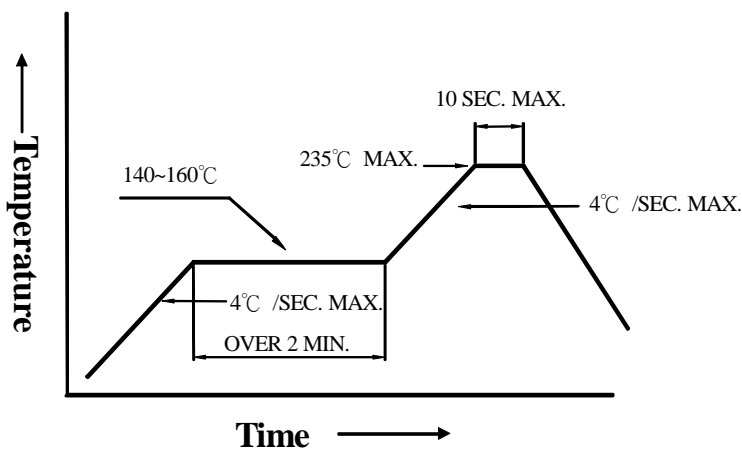 10 SEC. MAX.
235℃ MAX.
140~160℃
4℃ /SEC. MAX.
4℃ /SEC. MAX.
OVER 2 MIN.
Temperature
Time